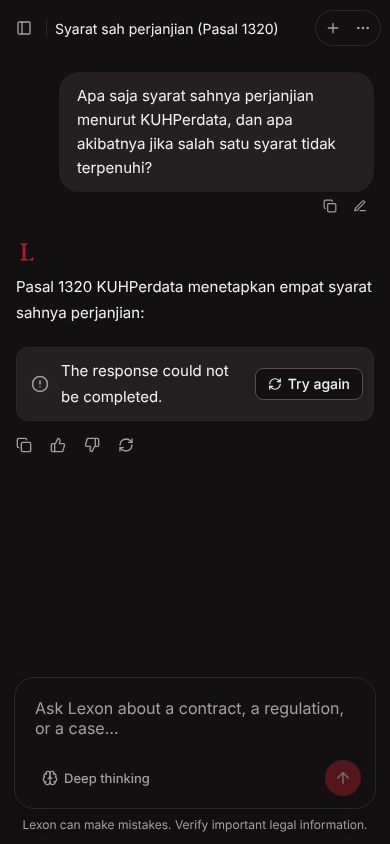 Syarat sah perjanjian (Pasal 1320)
Apa saja syarat sahnya perjanjian
menurut KUHPerdata, dan apa
akibatnya jika salah satu syarat tidak
terpenuhi?
L
Pasal 1320 KUHPerdata menetapkan empat syarat
sahnya perjanjian:
The response could not
be completed.
Try again
Ask Lexon about a contract, a regulation,
or a case...
Deep thinking
Lexon can make mistakes. Verify important legal information.